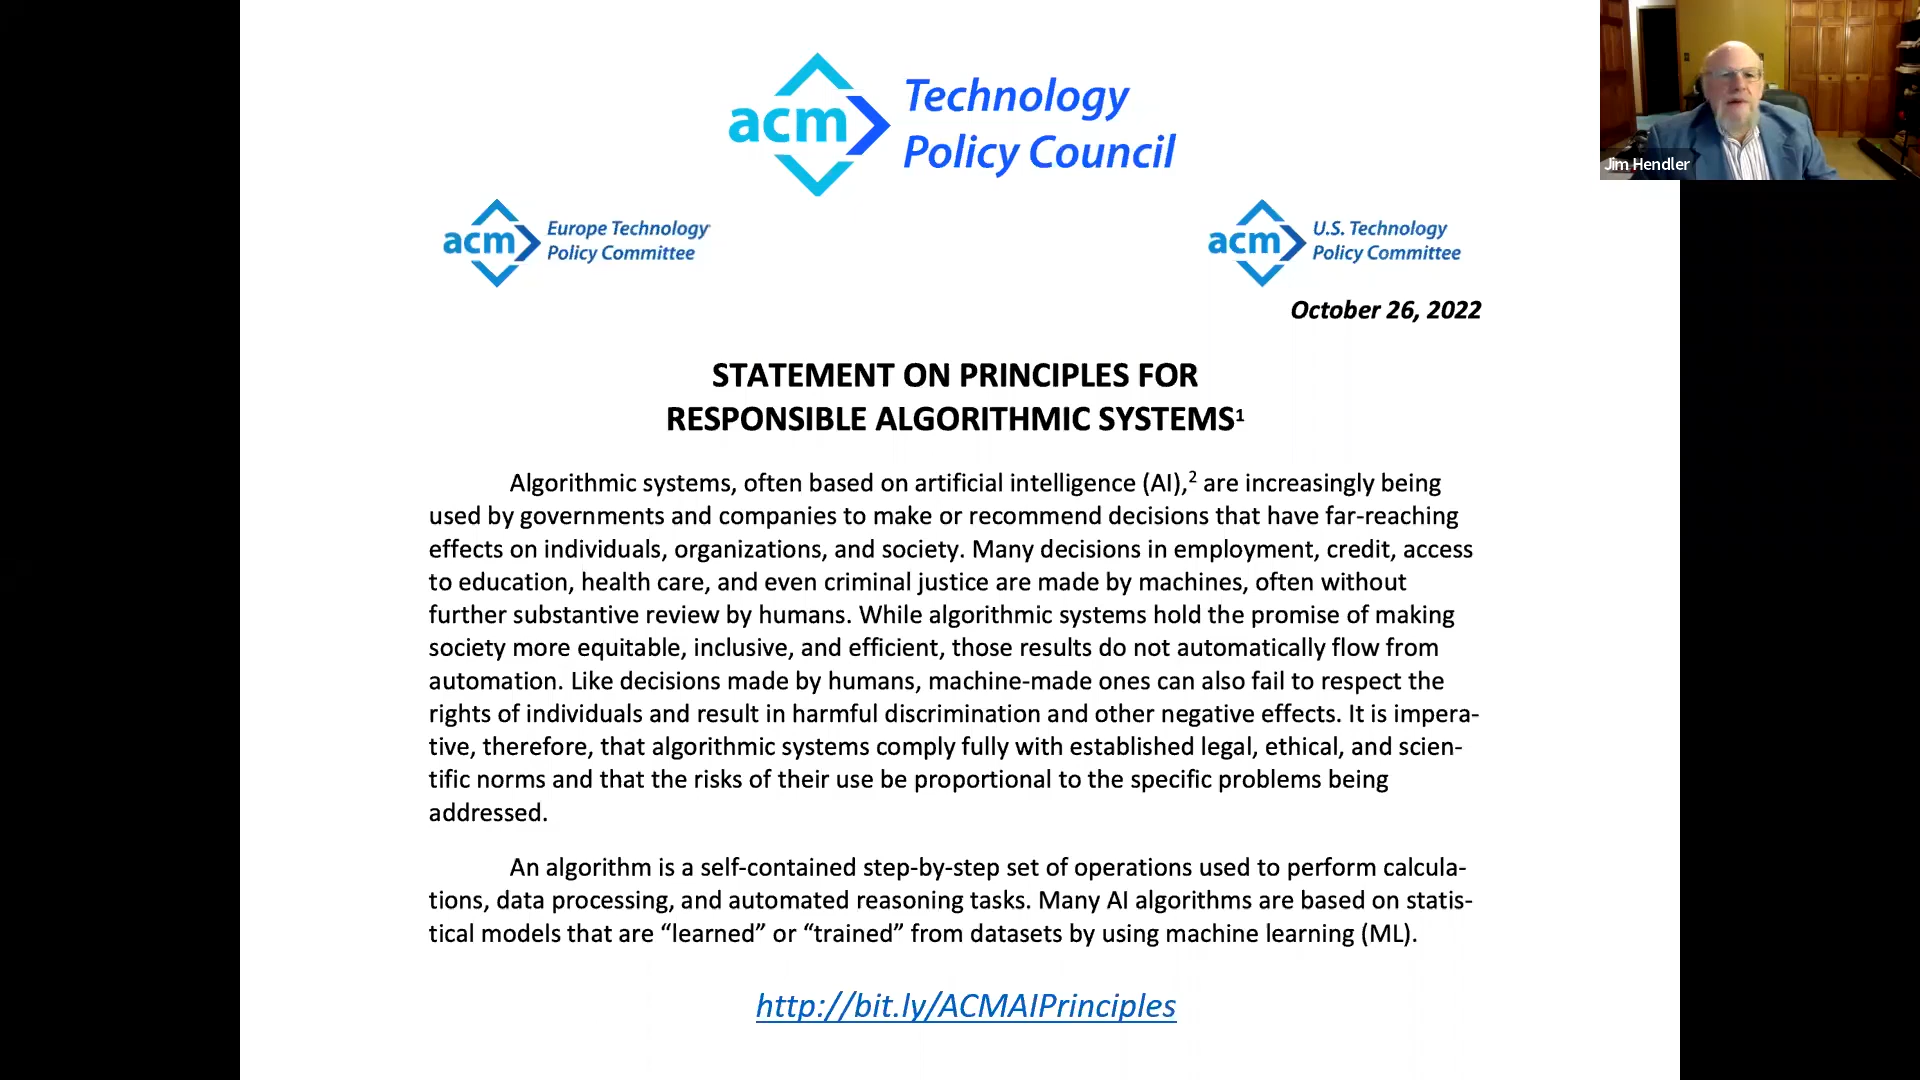 acm Technology
Policy Council
Jim Hendler
acm Europe Technology
Policy Committee
acm U.S. Technology
Policy Committee
October 26, 2022
STATEMENT ON PRINCIPLES FOR
RESPONSIBLE ALGORITHMIC SYSTEMS¹
Algorithmic systems, often based on artificial intelligence (AI),² are increasingly being
used by governments and companies to make or recommend decisions that have far-reaching
effects on individuals, organizations, and society. Many decisions in employment, credit, access
to education, health care, and even criminal justice are made by machines, often without
further substantive review by humans. While algorithmic systems hold the promise of making
society more equitable, inclusive, and efficient, those results do not automatically flow from
automation. Like decisions made by humans, machine-made ones can also fail to respect the
rights of individuals and result in harmful discrimination and other negative effects. It is impera-
tive, therefore, that algorithmic systems comply fully with established legal, ethical, and scien-
tific norms and that the risks of their use be proportional to the specific problems being
addressed.
An algorithm is a self-contained step-by-step set of operations used to perform calcula-
tions, data processing, and automated reasoning tasks. Many AI algorithms are based on statis-
tical models that are “learned” or “trained” from datasets by using machine learning (ML).
http://bit.ly/ACMAIPrinciples